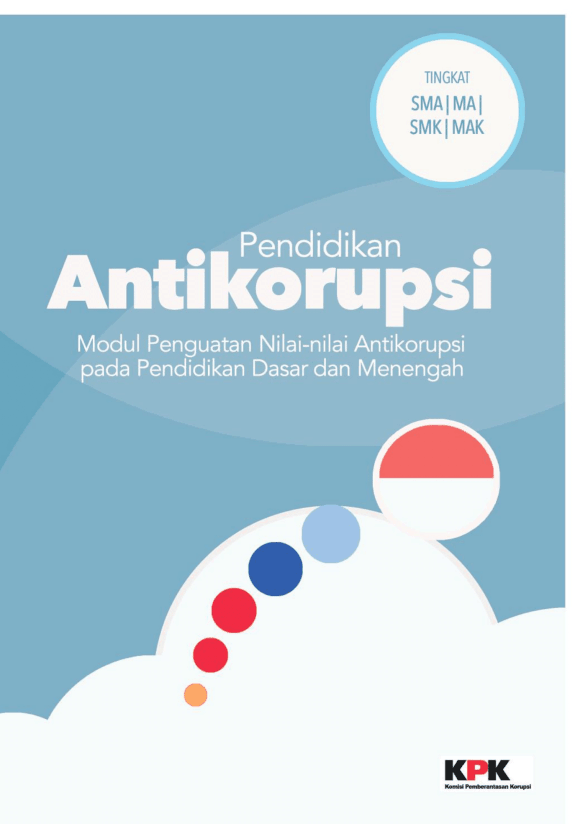 TINGKAT
SMA|MA|
SMK|MAK
Pendidikan
Antikorupsi
Modul Penguatan Nilai-nilai Antikorupsi
pada Pendidikan Dasar dan Menengah
KPK
Komisi Pemberantasan Korupsi